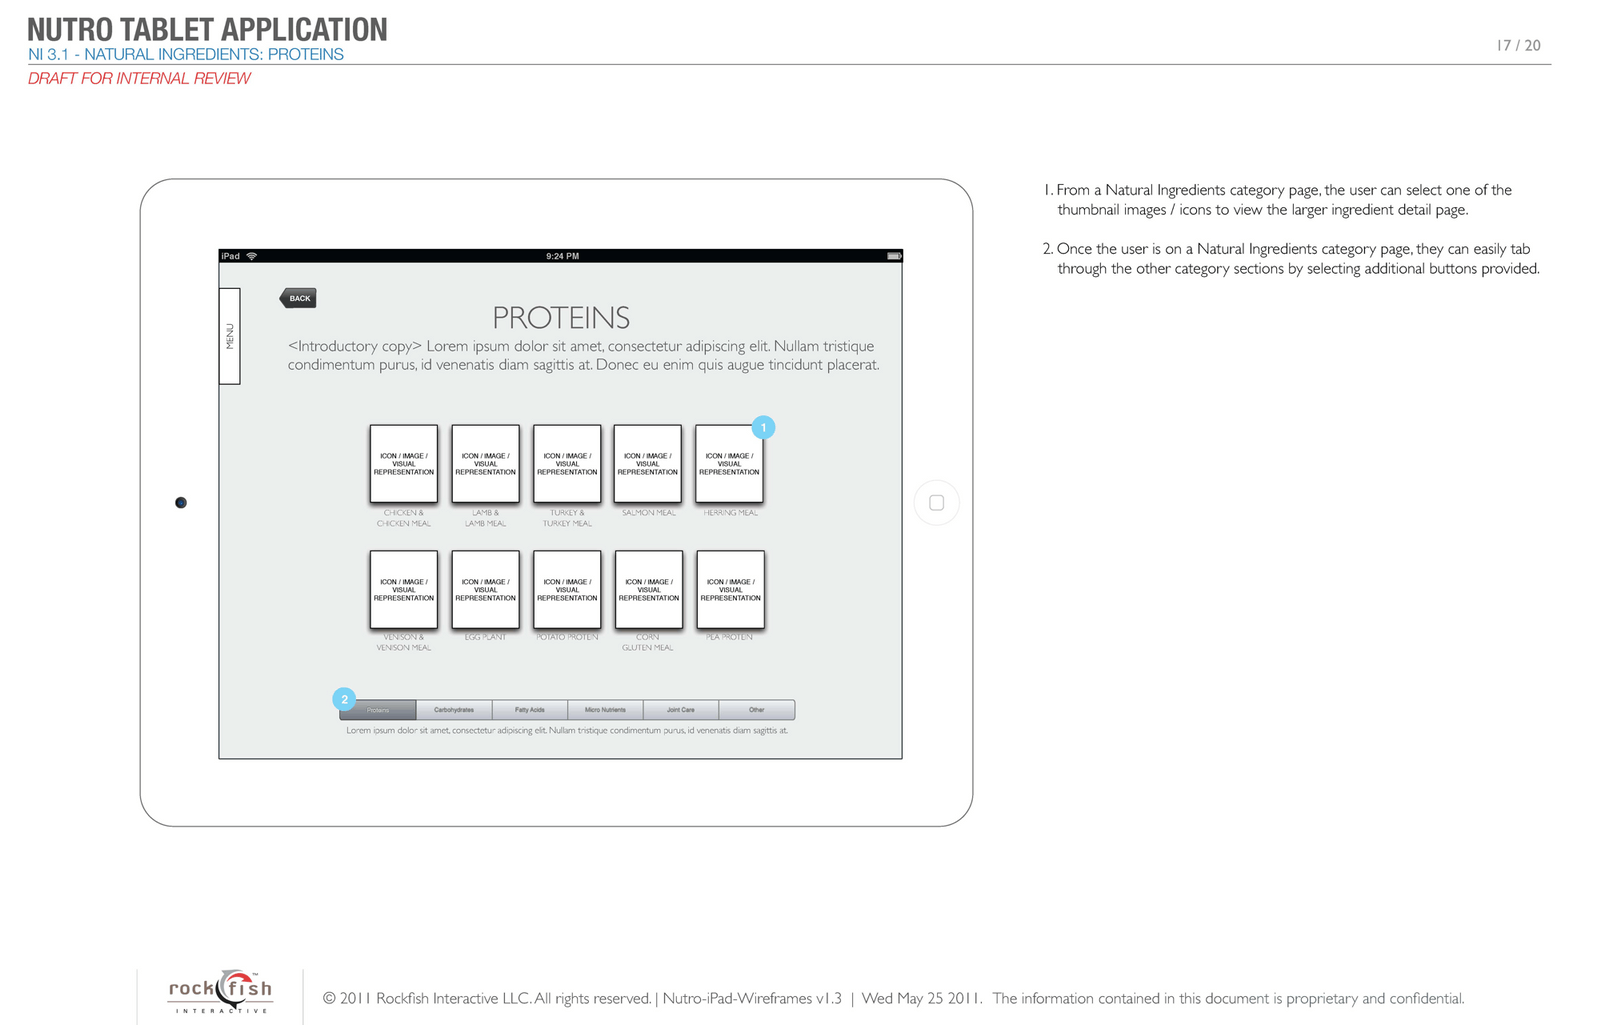 NUTRO TABLET APPLICATION
NI 3.1 - NATURAL INGREDIENTS: PROTEINS
17 / 20
DRAFT FOR INTERNAL REVIEW
1. From a Natural Ingredients category page, the user can select one of the
thumbnail images / icons to view the larger ingredient detail page.
2. Once the user is on a Natural Ingredients category page, they can easily tab
through the other category sections by selecting additional buttons provided.
iPad 9:24 PM
MENU
BACK
PROTEINS
<Introductory copy> Lorem ipsum dolor sit amet, consectetur adipiscing elit. Nullam tristique
condimentum purus, id venenatis diam sagittis at. Donec eu enim quis augue tincidunt placerat.
1
ICON / IMAGE / ICON / IMAGE / ICON / IMAGE / ICON / IMAGE / ICON / IMAGE /
VISUAL VISUAL VISUAL VISUAL VISUAL
REPRESENTATION REPRESENTATION REPRESENTATION REPRESENTATION REPRESENTATION
CHICKEN & LAMB & TURKEY & SALMON MEAL HERRING MEAL
CHICKEN MEAL LAMB MEAL TURKEY MEAL
ICON / IMAGE / ICON / IMAGE / ICON / IMAGE / ICON / IMAGE / ICON / IMAGE /
VISUAL VISUAL VISUAL VISUAL VISUAL
REPRESENTATION REPRESENTATION REPRESENTATION REPRESENTATION REPRESENTATION
VENISON & EGG PLANT POTATO PROTEIN CORN PEA PROTEIN
VENISON MEAL GLUTEN MEAL
2
Proteins Carbohydrates Fatty Acids Micro Nutrients Joint Care Other
Lorem ipsum dolor sit amet, consectetur adipiscing elit. Nullam tristique condimentum purus, id venenatis diam sagittis at.
rockfish™
INTERACTIVE
© 2011 Rockfish Interactive LLC. All rights reserved. | Nutro-iPad-Wireframes v1.3 | Wed May 25 2011. The information contained in this document is proprietary and confidential.